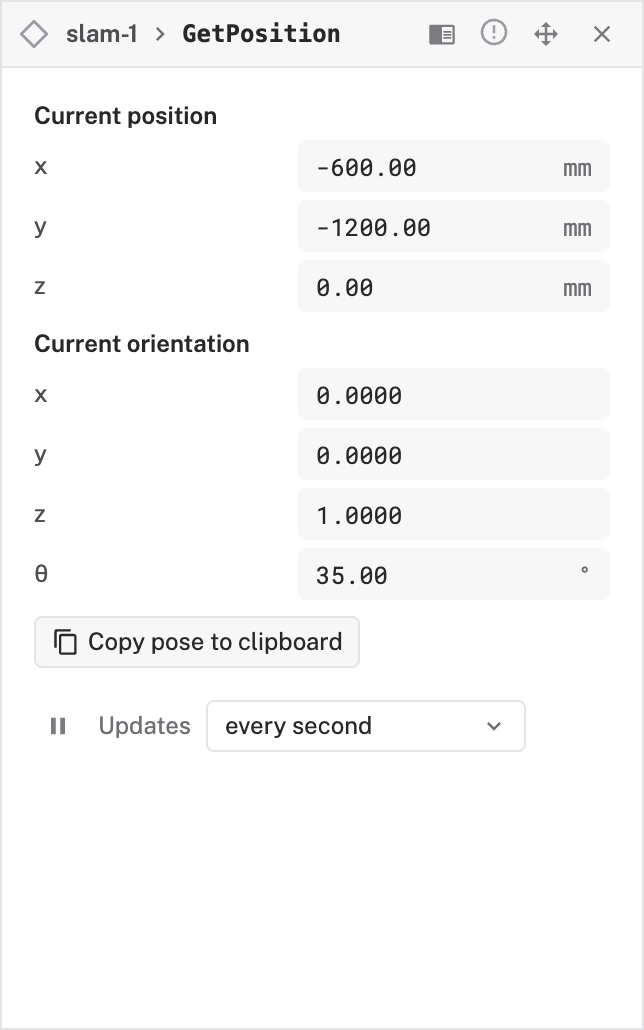 slam-1 > GetPosition
Current position
x -600.00 mm
y -1200.00 mm
z 0.00 mm
Current orientation
x 0.0000
y 0.0000
z 1.0000
θ 35.00 °
Copy pose to clipboard
Updates every second